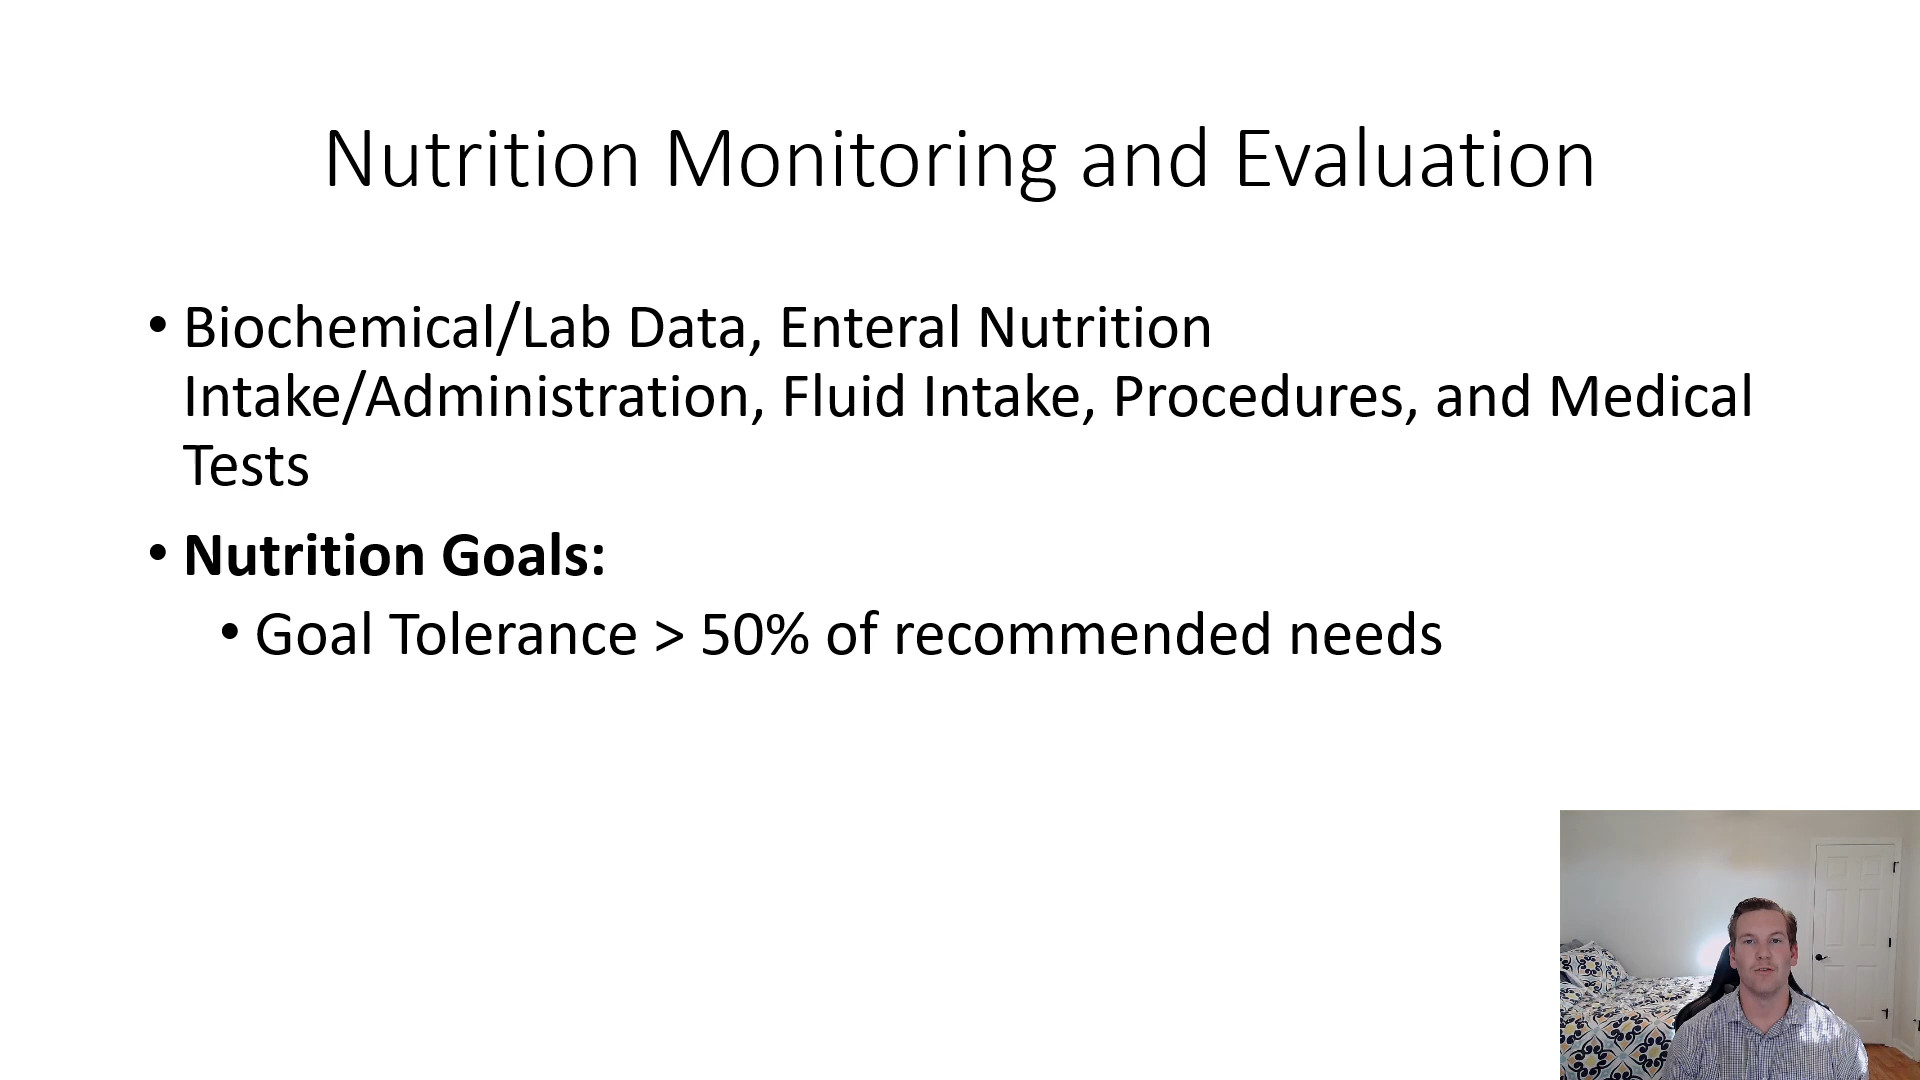 Nutrition Monitoring and Evaluation
• Biochemical/Lab Data, Enteral Nutrition
Intake/Administration, Fluid Intake, Procedures, and Medical
Tests
• Nutrition Goals:
• Goal Tolerance > 50% of recommended needs